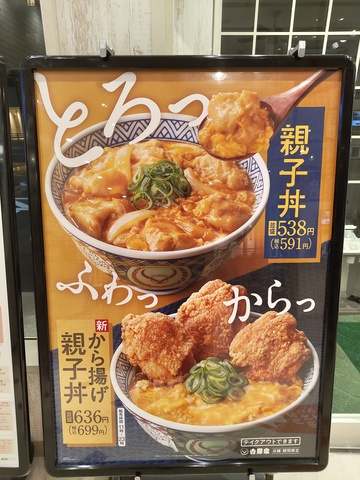 とろっ
親子丼
並盛 538円
(税込 591円)
ふわっ
からっ
新
から揚げ
親子丼
並盛 636円
(税込 699円)
テイクアウトできます
吉野家